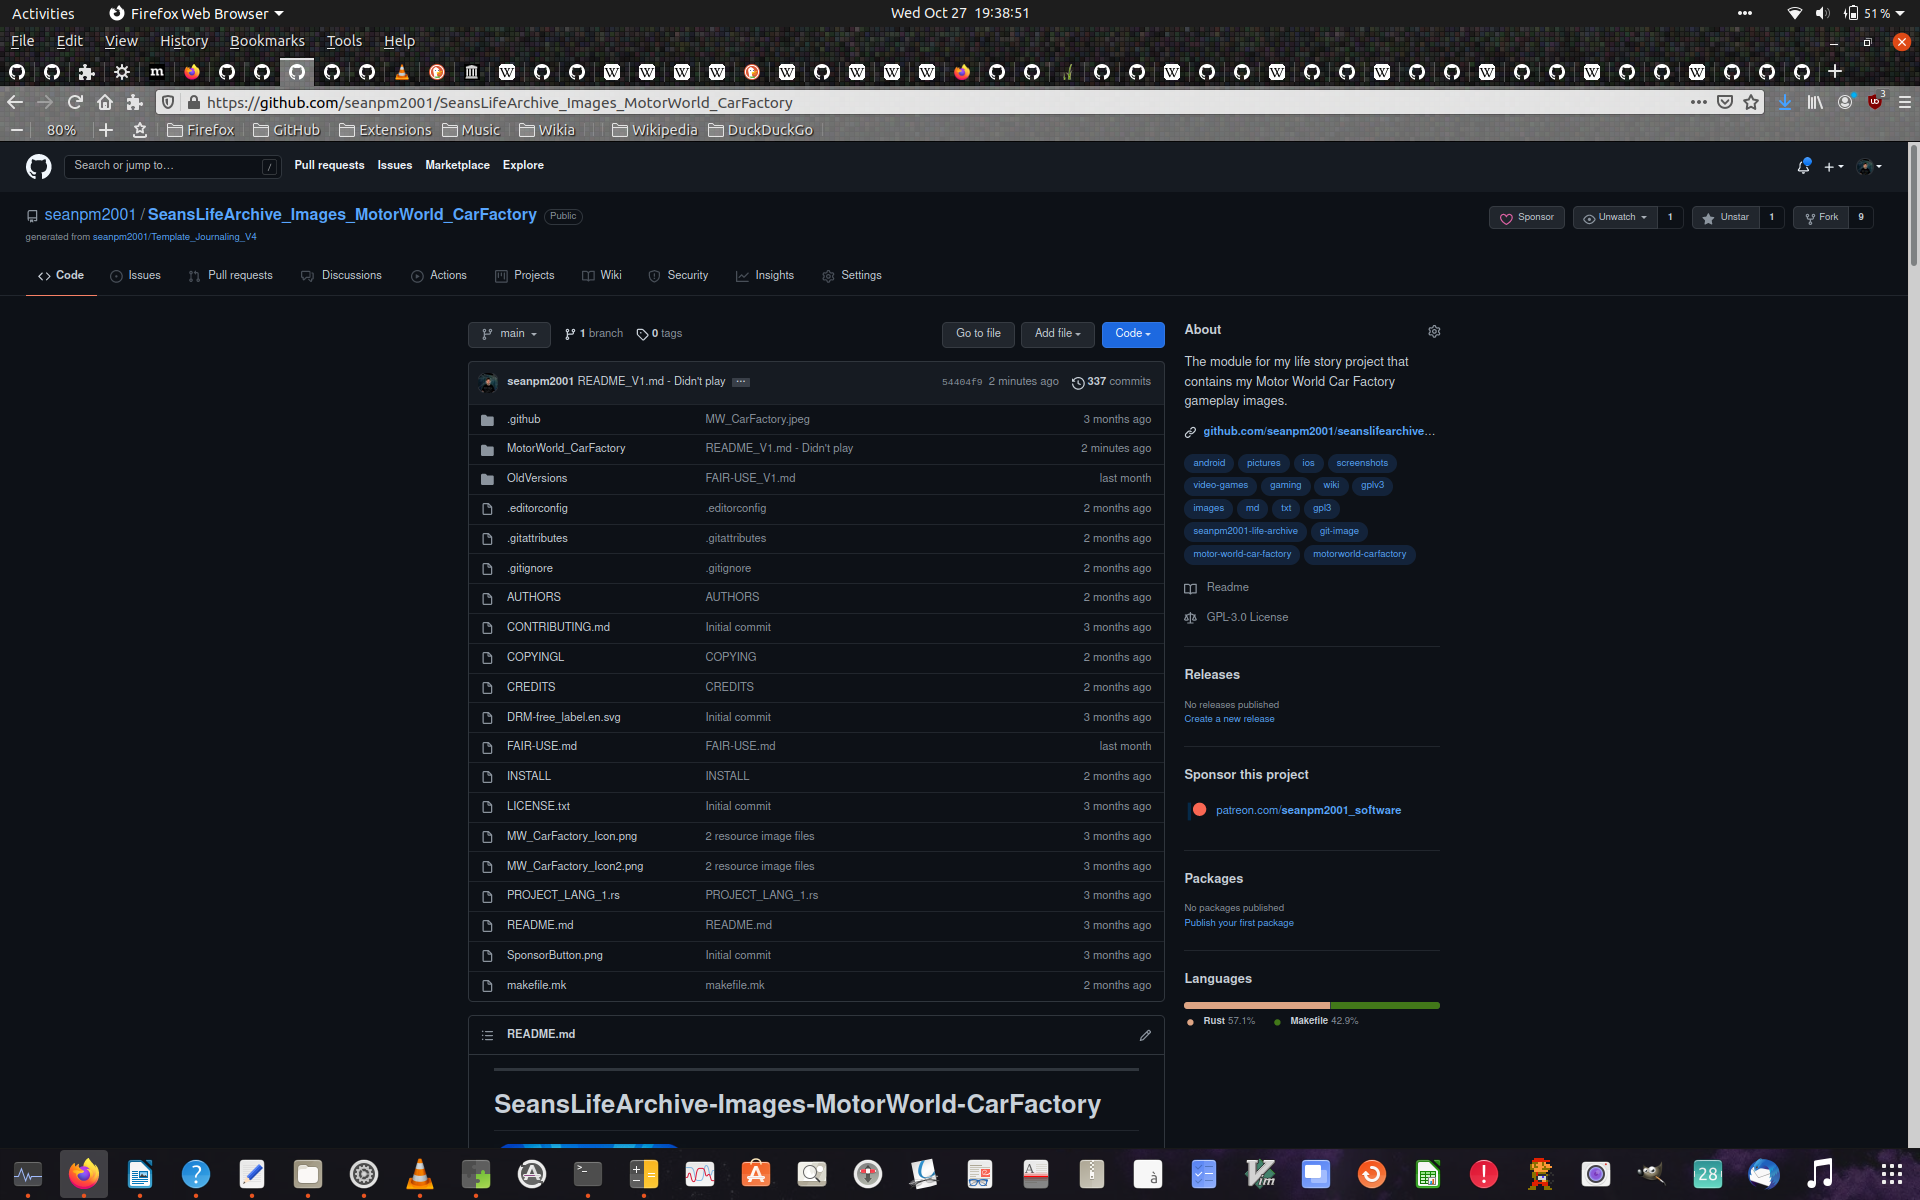 Activities Firefox Web Browser Wed Oct 27 19:38:51 51 %
File Edit View History Bookmarks Tools Help
https://github.com/seanpm2001/SeansLifeArchive_Images_MotorWorld_CarFactory 3
80% Firefox GitHub Extensions Music Wikia Wikipedia DuckDuckGo
Search or jump to… / Pull requests Issues Marketplace Explore
seanpm2001 / SeansLifeArchive_Images_MotorWorld_CarFactory Public Sponsor Unwatch 1 Unstar 1 Fork 9
generated from seanpm2001/Template_Journaling_V4
Code Issues Pull requests Discussions Actions Projects Wiki Security Insights Settings
main 1 branch 0 tags Go to file Add file Code
seanpm2001 README_V1.md - Didn't play ... 54404f9 2 minutes ago 337 commits
.github MW_CarFactory.jpeg 3 months ago
MotorWorld_CarFactory README_V1.md - Didn't play 2 minutes ago
OldVersions FAIR-USE_V1.md last month
.editorconfig .editorconfig 2 months ago
.gitattributes .gitattributes 2 months ago
.gitignore .gitignore 2 months ago
AUTHORS AUTHORS 2 months ago
CONTRIBUTING.md Initial commit 3 months ago
COPYINGL COPYING 2 months ago
CREDITS CREDITS 2 months ago
DRM-free_label.en.svg Initial commit 3 months ago
FAIR-USE.md FAIR-USE.md last month
INSTALL INSTALL 2 months ago
LICENSE.txt Initial commit 3 months ago
MW_CarFactory_Icon.png 2 resource image files 3 months ago
MW_CarFactory_Icon2.png 2 resource image files 3 months ago
PROJECT_LANG_1.rs PROJECT_LANG_1.rs 3 months ago
README.md README.md 3 months ago
SponsorButton.png Initial commit 3 months ago
makefile.mk makefile.mk 2 months ago
README.md
SeansLifeArchive-Images-MotorWorld-CarFactory
About
The module for my life story project that
contains my Motor World Car Factory
gameplay images.
github.com/seanpm2001/seanslifearchive…
android pictures ios screenshots
video-games gaming wiki gplv3
images md txt gpl3
seanpm2001-life-archive git-image
motor-world-car-factory motorworld-carfactory
Readme
GPL-3.0 License
Releases
No releases published
Create a new release
Sponsor this project
patreon.com/seanpm2001_software
Packages
No packages published
Publish your first package
Languages
Rust 57.1% Makefile 42.9%
28